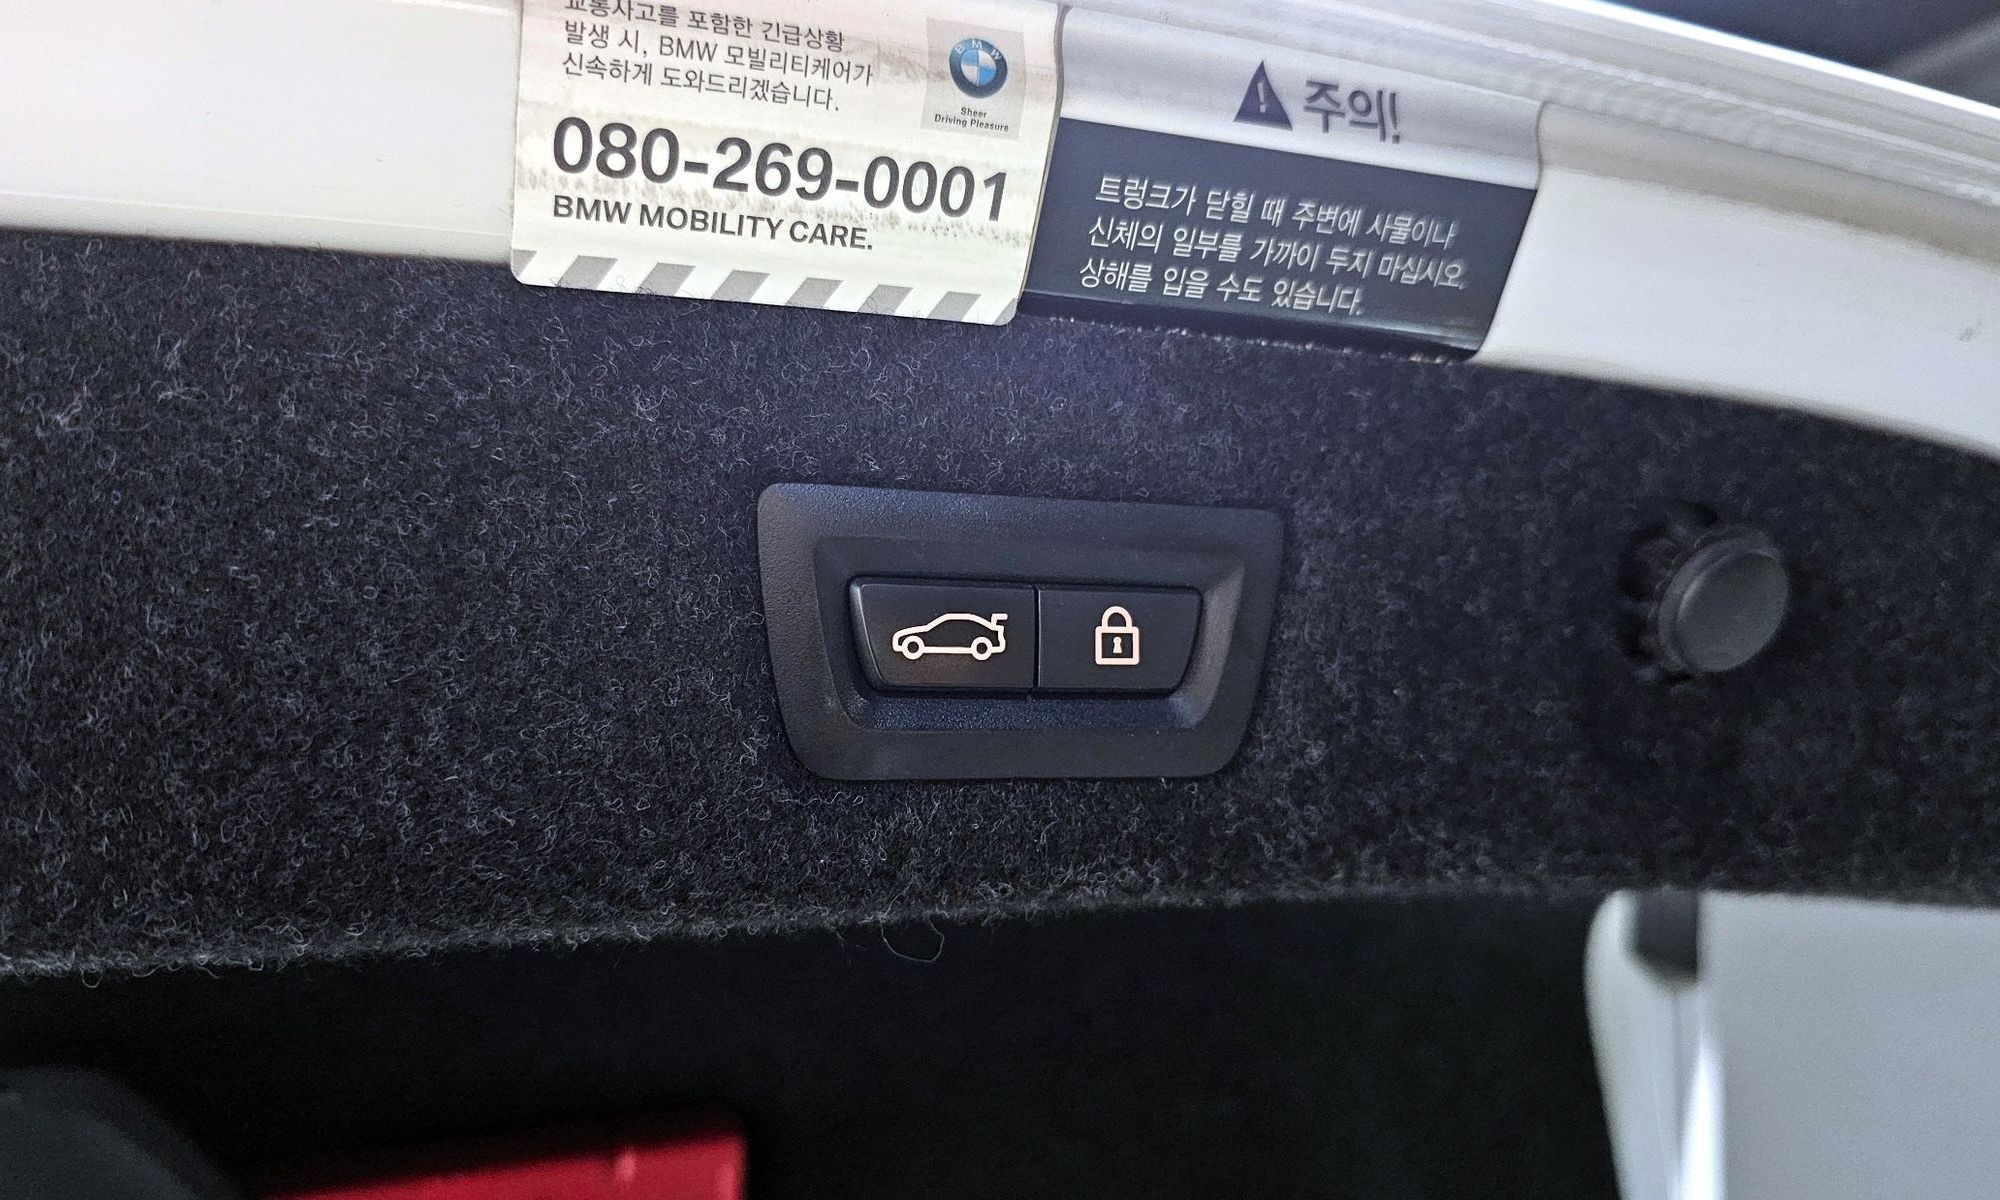 교통사고를 포함한 긴급상황
발생 시, BMW 모빌리티케어가
신속하게 도와드리겠습니다.
BMW
Sheer
Driving Pleasure
080-269-0001
BMW MOBILITY CARE.
주의!
트렁크가 닫힐 때 주변에 사물이나
신체의 일부를 가까이 두지 마십시오.
상해를 입을 수도 있습니다.